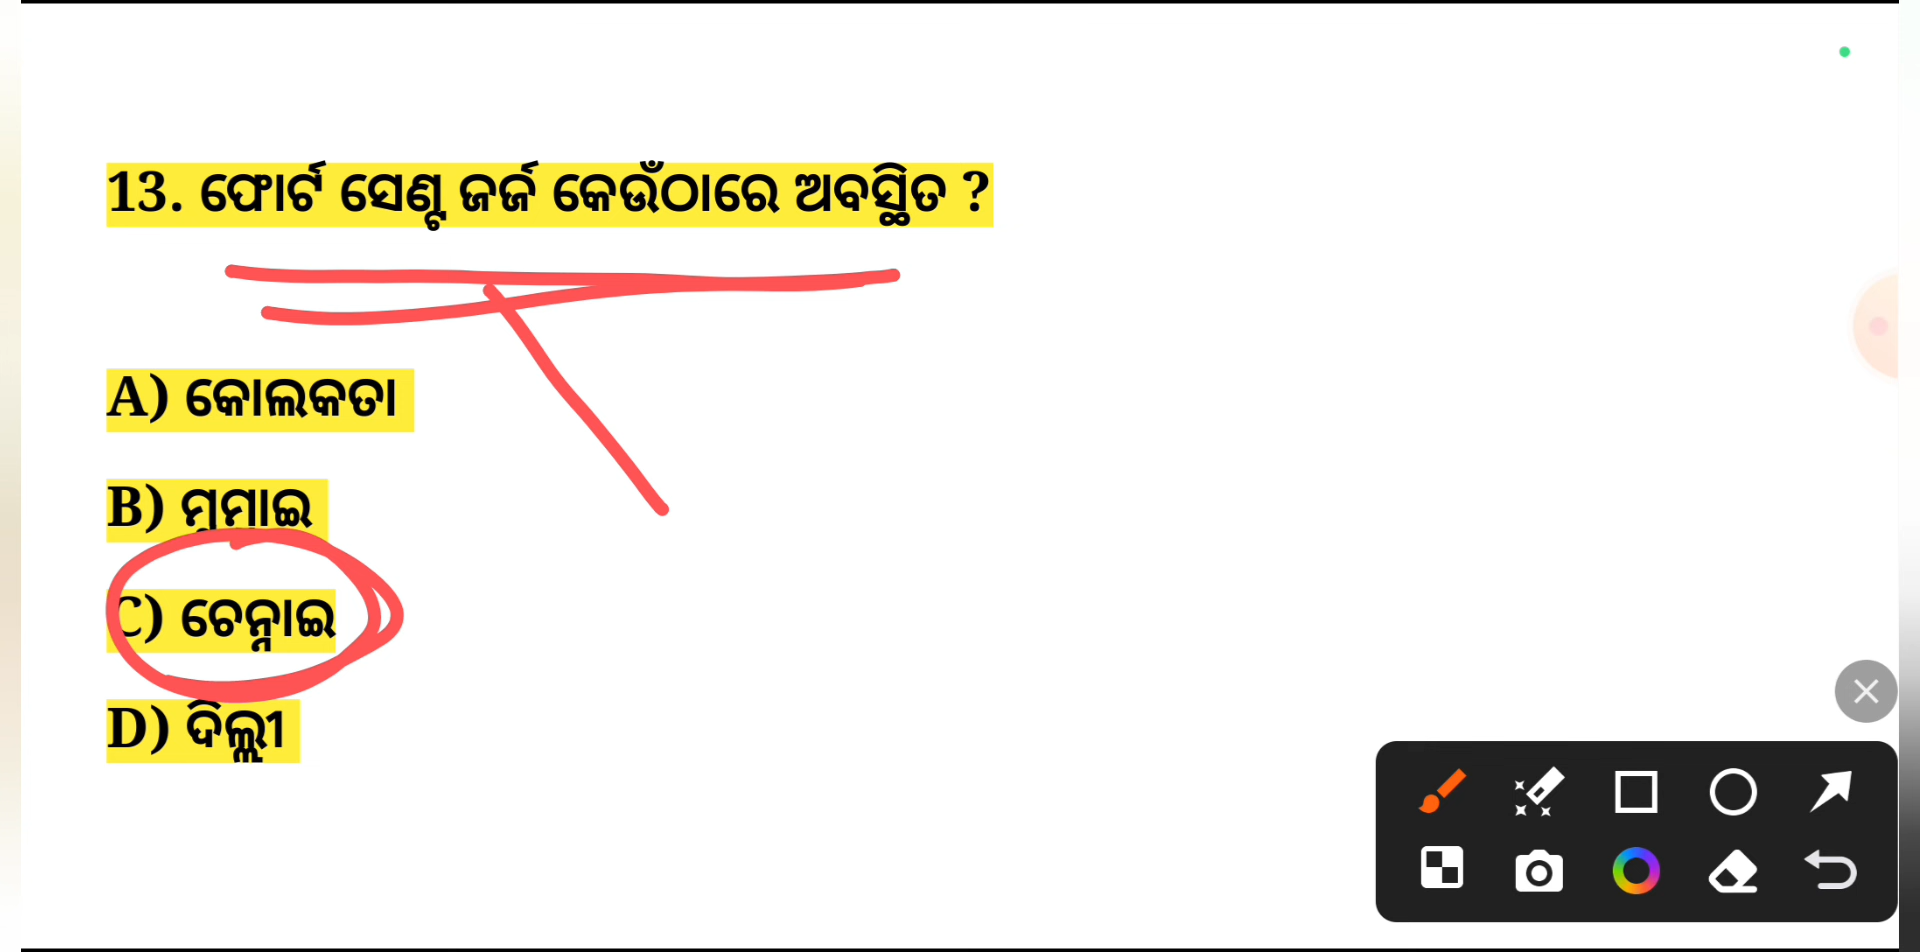 13. ଫୋର୍ଟ ସେଣ୍ଟ ଜର୍ଜ କେଉଁଠାରେ ଅବସ୍ଥିତ ?
A) କୋଲକତା
B) ମୁମ୍ବାଇ
C) ଚେନ୍ନାଇ
D) ଦିଲ୍ଲୀ